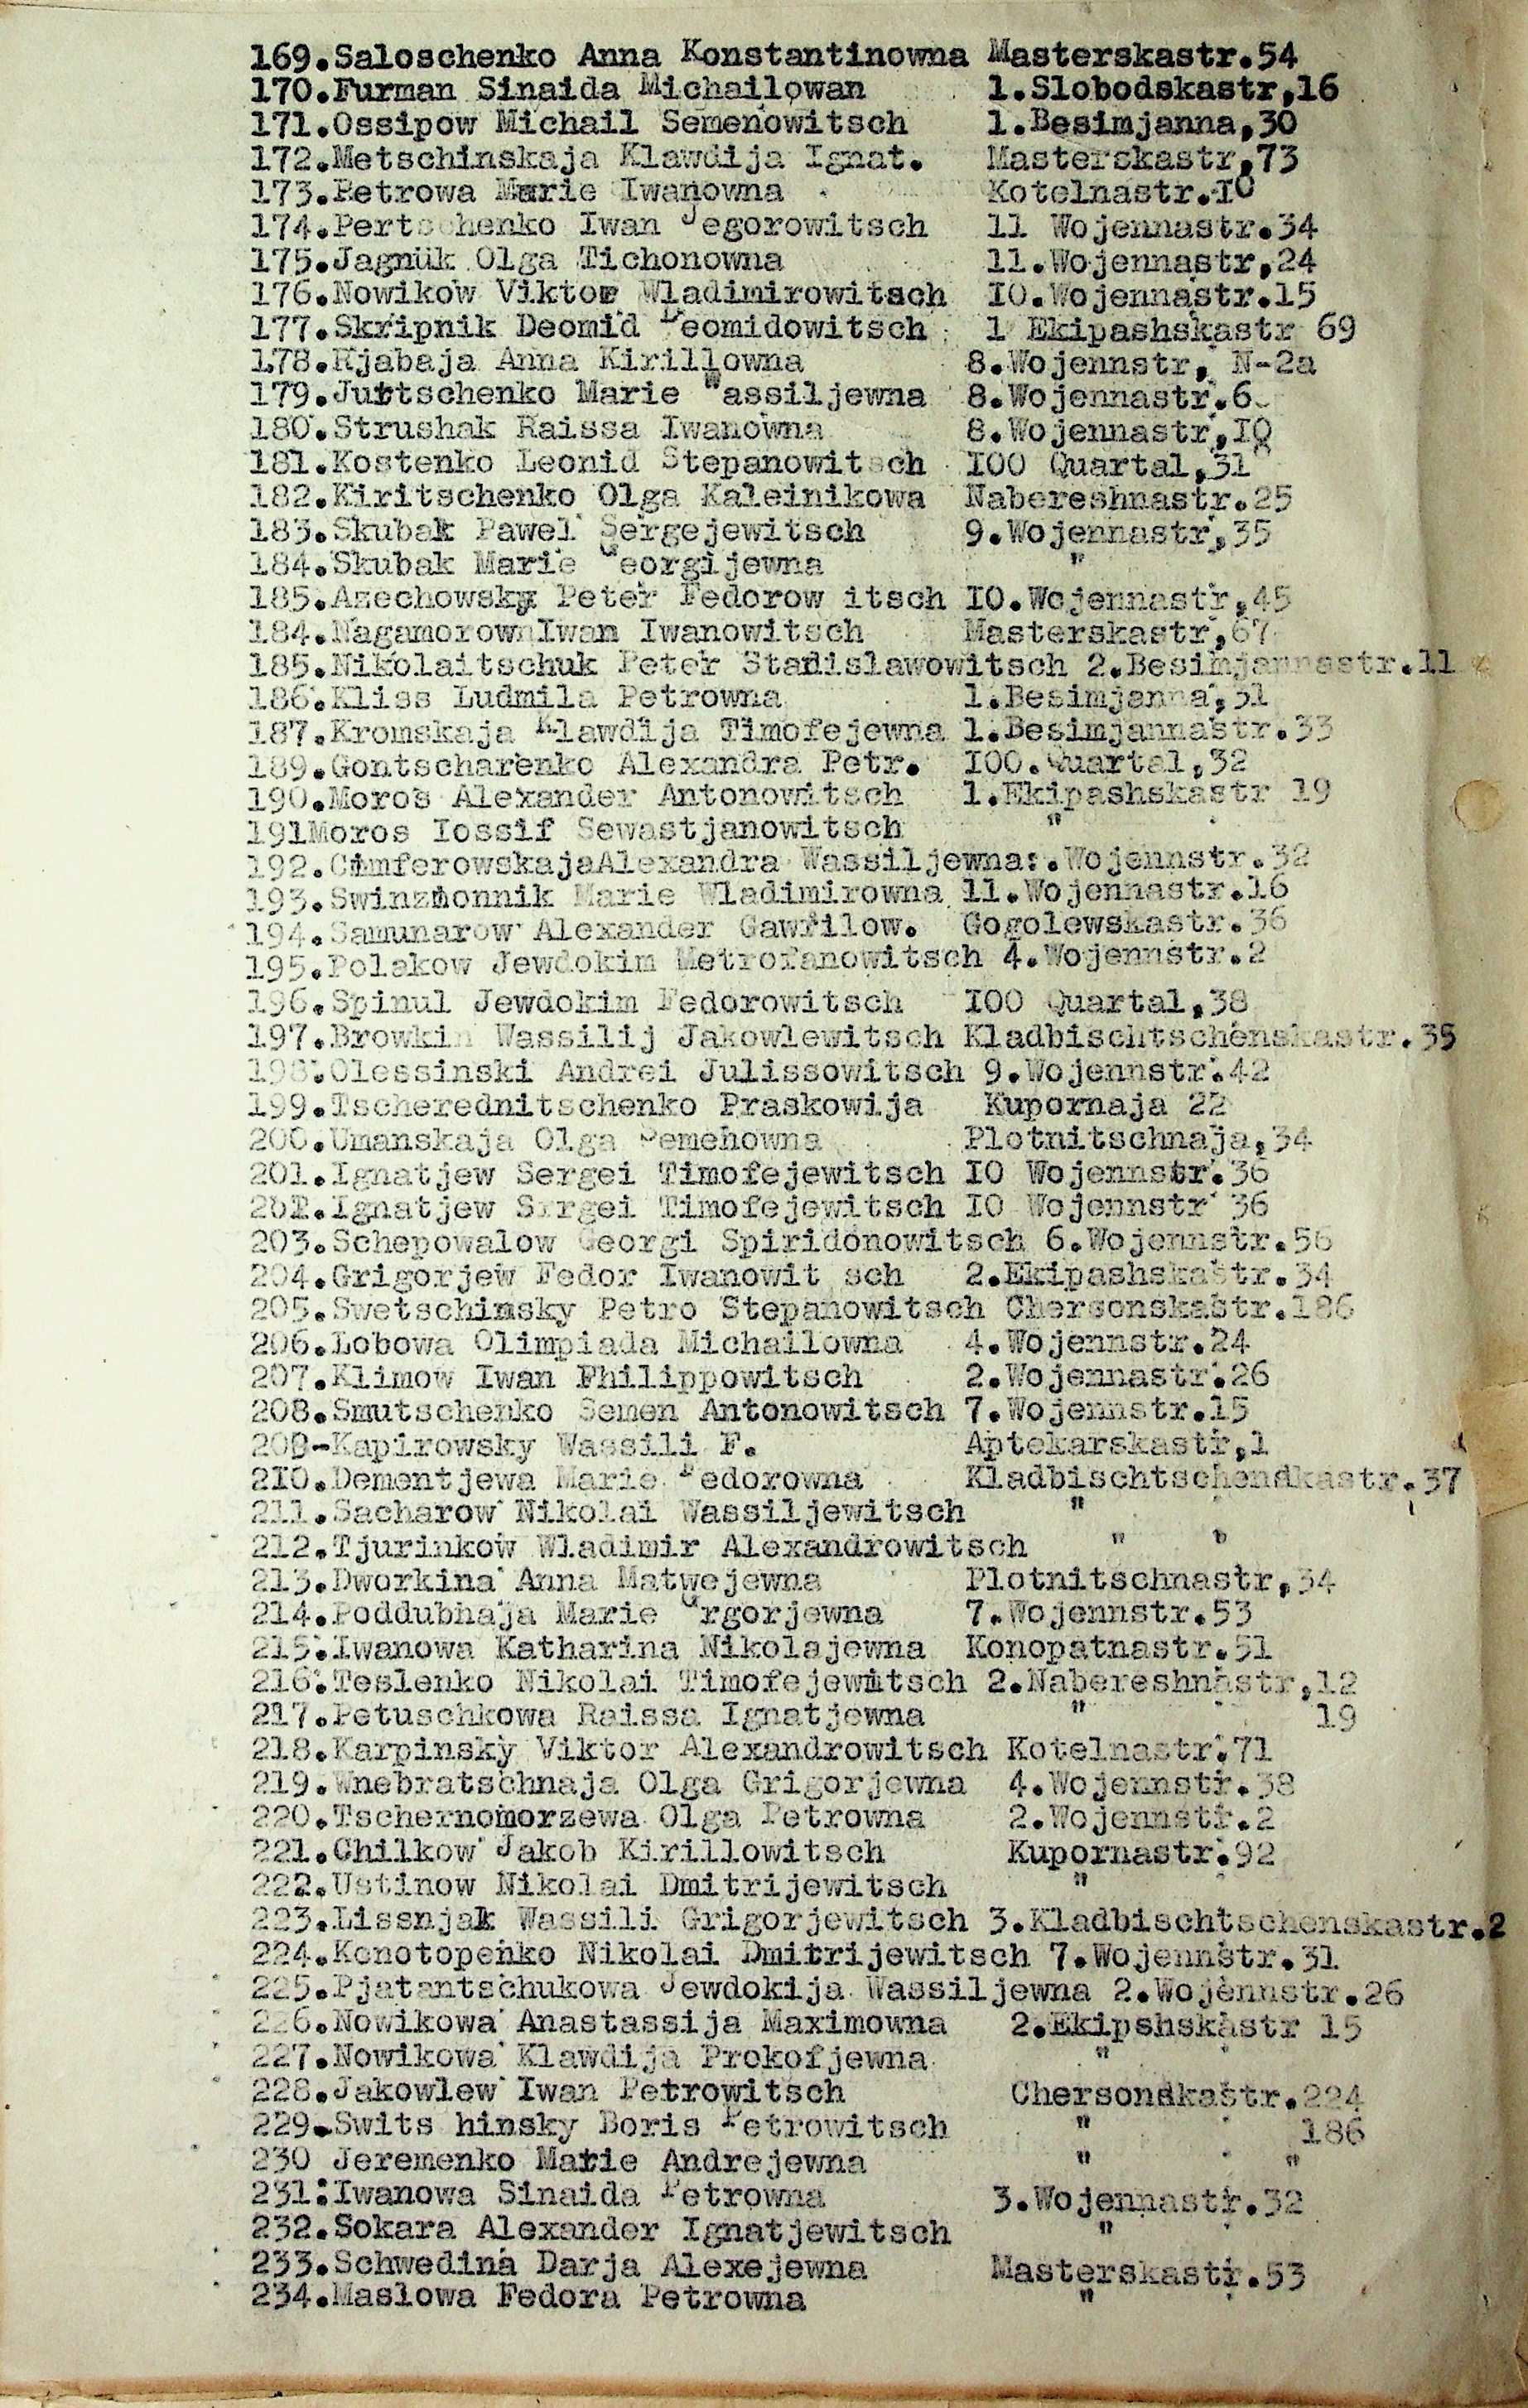 169.Saloschenko Anna Konstantinowna Masterskastr.54
170.Furman Sinaida Michailowan 1.Slobodskastr,16
171.Ossipow Michail Semenowitsch 1.Besimjanna,30
172.Metschinskaja Klawdija Ignat. Masterskastr,73
173.Petrowa Marie Iwanowna Kotelnastr.IO
174.Pertschenko Iwan Jegorowitsch 11 Wojennastr.34
175.Jagnük Olga Tichonowna 11.Wojennastr,24
176.Nowikow Viktor Wladimirowitsch IO.Wojennastr.15
177.Skripnik Deomid Deomidowitsch 1 Ekipashskastr 69
178.Rjabaja Anna Kirillowna 8.Wojennstr, N-2a
179.Jurtschenko Marie Wassiljewna 8.Wojennastr.6
180.Strushak Raissa Iwanowna 8.Wojennastr,IO
181.Kostenko Leonid Stepanowitsch IOO Quartal,31
182.Kiritschenko Olga Kaleinikowa Nabereshnastr.25
183.Skubak Pawel Sergejewitsch 9.Wojennastr,35
184.Skubak Marie Georgijewna "
185.Azechowsky Peter Fedorow itsch IO.Wojennastr,45
184.Nagamorow Iwan Iwanowitsch Masterskastr,67
185.Nikolaitschuk Peter Stanislawowitsch 2.Besimjannastr.11
186.Kliss Ludmila Petrowna 1.Besimjanna,31
187.Kromskaja Klawdija Timofejewna 1.Besimjannastr.33
189.Gontscharenko Alexandra Petr. IOO.Quartal,32
190.Moros Alexander Antonowitsch 1.Ekipashskastr 19
191Moros Iossif Sewastjanowitsch "
192.CimferowskajaAlexandra Wassiljewna:.Wojennstr.32
193.Swinzmonnik Marie Wladimirowna 11.Wojennastr.16
194.Samunarow Alexander Gawrilow. Gogolewskastr.36
195.Polakow Jewdokim Metrofanowitsch 4.Wojennstr.2
196.Spinul Jewdokim Fedorowitsch IOO Quartal,38
197.Browkin Wassilij Jakowlewitsch Kladbischtschenskastr.35
198.Olessinski Andrei Julissowitsch 9.Wojennstr.42
199.Tscherednitschenko Praskowija Kupornaja 22
200.Umanskaja Olga Semenowna Plotnitschnaja,34
201.Ignatjew Sergei Timofejewitsch IO Wojennstr.36
202.Ignatjew Sergei Timofejewitsch IO Wojennstr 36
203.Schepowalow Georgi Spiridonowitsch 6.Wojennstr.56
204.Grigorjew Fedor Iwanowit sch 2.Ekipashskastr.34
205.Swetschinsky Petro Stepanowitsch Chersonskastr.186
206.Lobowa Olimpiada Michailowna 4.Wojennstr.24
207.Klimow Iwan Philippowitsch 2.Wojennastr.26
208.Smutschenko Semen Antonowitsch 7.Wojennstr.15
209-Kapirowsky Wassili F. Aptekarskastr,1
210.Dementjewa Marie Fedorowna Kladbischtschenskastr.37
211.Sacharow Nikolai Wassiljewitsch "
212.Tjurinkow Wladimir Alexandrowitsch " "
213.Dworkina Anna Matwejewna Plotnitschnastr,34
214.Poddubnaja Marie Grgorjewna 7.Wojennstr.53
215.Iwanowa Katharina Nikolajewna Konopatnastr.51
216.Teslenko Nikolai Timofejewitsch 2.Nabereshnastr,12
217.Petuschkowa Raissa Ignatjewna " 19
218.Karpinsky Viktor Alexandrowitsch Kotelnastr.71
219.Wnebratschnaja Olga Grigorjewna 4.Wojennstr.38
220.Tschernomorzewa Olga Petrowna 2.Wojennstr.2
221.Chilkow Jakob Kirillowitsch Kupornastr.92
222.Ustinow Nikolai Dmitrijewitsch "
223.Lissnjak Wassili Grigorjewitsch 3.Kladbischtschenskastr.2
224.Konotopenko Nikolai Dmitrijewitsch 7.Wojennstr.31
225.Pjatantschukowa Jewdokija Wassiljewna 2.Wojennstr.26
226.Nowikowa Anastassija Maximowna 2.Ekipshskastr 15
227.Nowikowa Klawdija Prokofjewna "
228.Jakowlew Iwan Petrowitsch Chersonskastr.224
229.Swits hinsky Boris Petrowitsch " 186
230 Jeremenko Marie Andrejewna " "
231.Iwanowa Sinaida Petrowna 3.Wojennastr.32
232.Sokara Alexander Ignatjewitsch "
233.Schwedina Darja Alexejewna Masterskastr.53
234.Maslowa Fedora Petrowna "